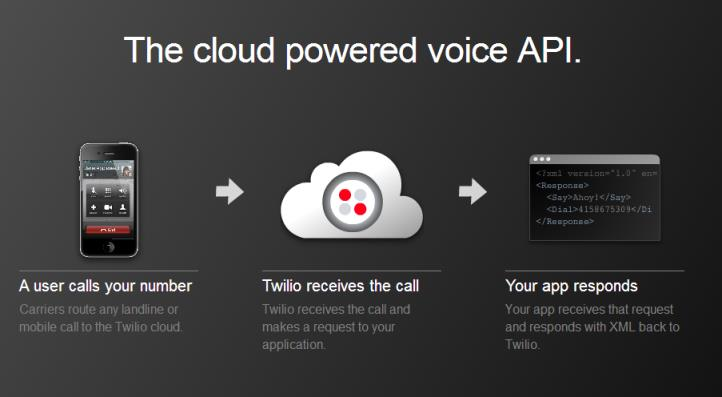 The cloud powered voice API.
<?xml version="1.0" en=
<Response>
<Say>Ahoy!</Say>
<Dial>4158675309</Di
</Response>
A user calls your number
Twilio receives the call
Your app responds
Carriers route any landline or
mobile call to the Twilio cloud.
Twilio receives the call and
makes a request to your
application.
Your app receives that request
and responds with XML back to
Twilio.